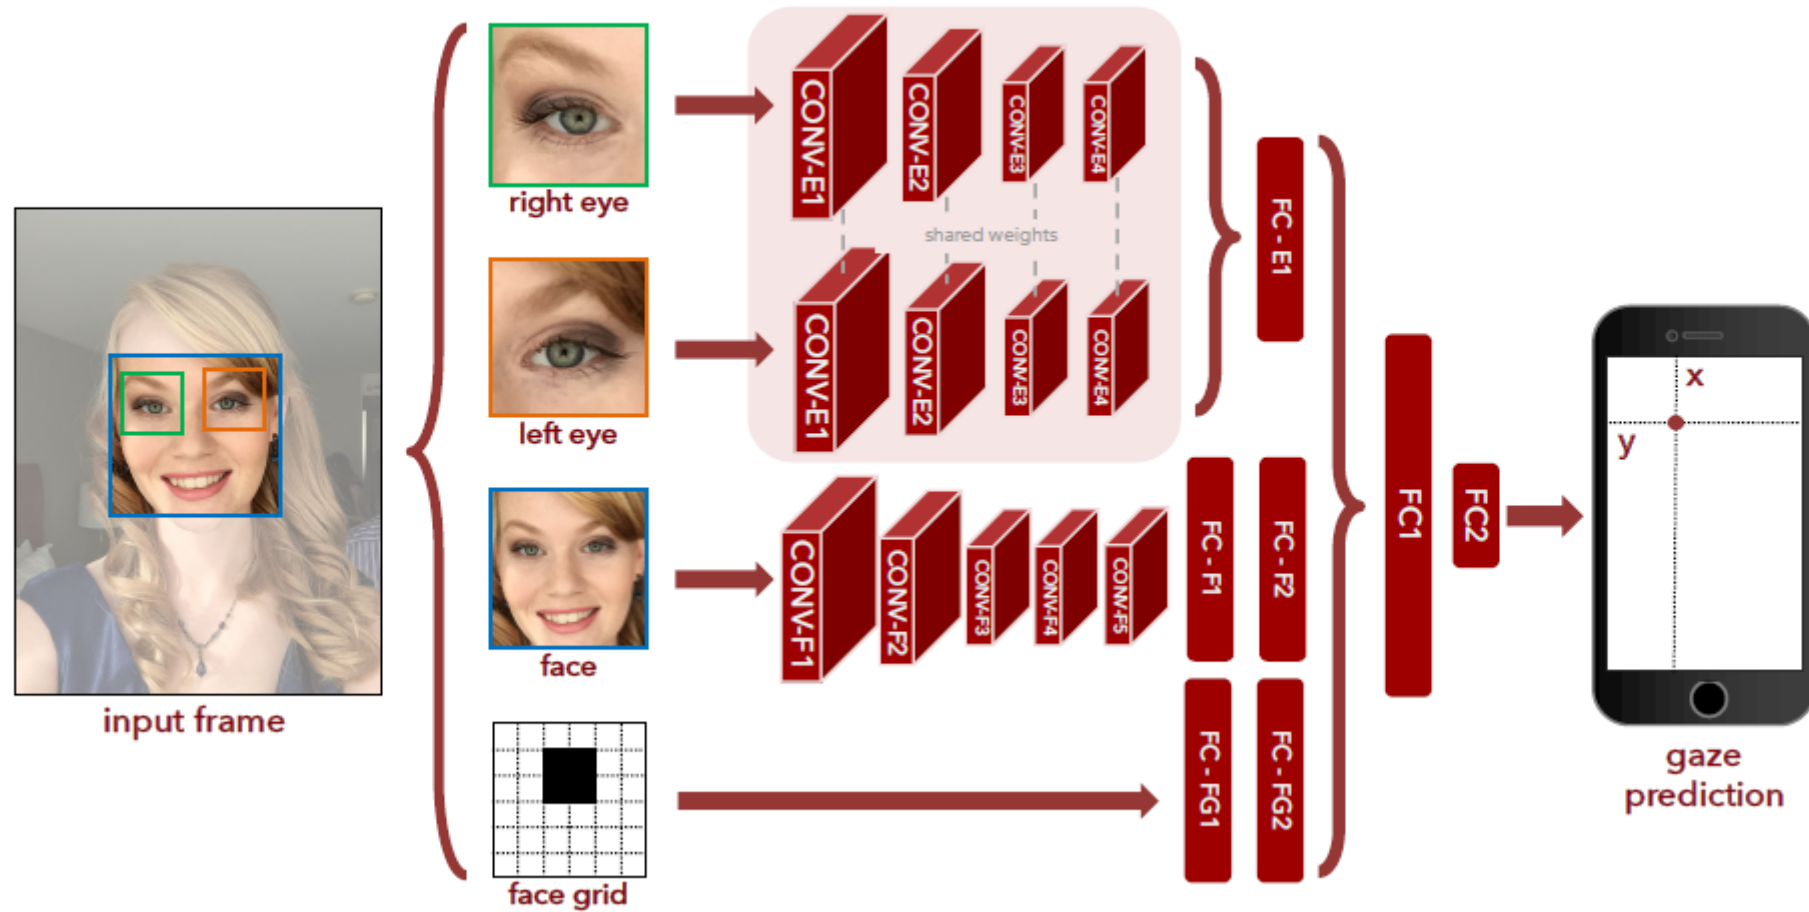 input frame
right eye
left eye
face
face grid
CONV-E1
CONV-E2
CONV-E3
CONV-E4
shared weights
CONV-E1
CONV-E2
CONV-E3
CONV-E4
CONV-F1
CONV-F2
CONV-F3
CONV-F4
CONV-F5
FC - E1
FC - F1
FC - F2
FC - FG1
FC - FG2
FC1
FC2
x
y
gaze
prediction